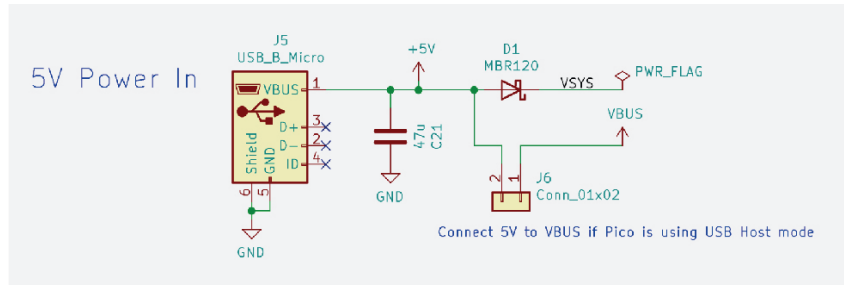 5V Power In
J5
USB_B_Micro
VBUS
1
D+
3
D-
2
ID
4
Shield
GND
6
5
GND
+5V
47u
C21
GND
D1
MBR120
VSYS
PWR_FLAG
VBUS
2
1
J6
Conn_01x02
Connect 5V to VBUS if Pico is using USB Host mode